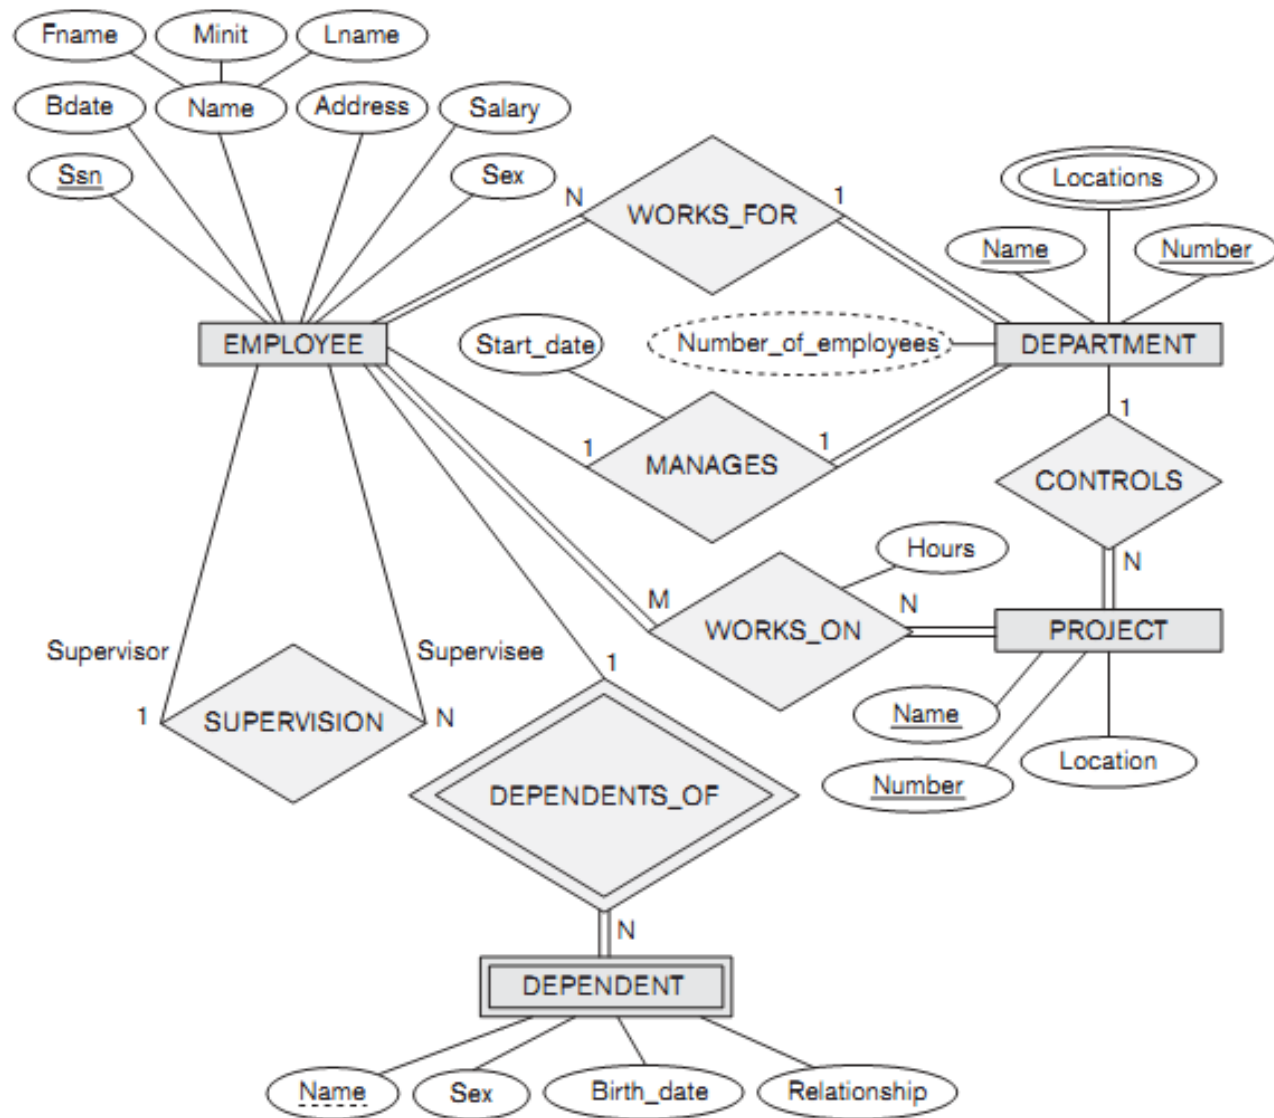 Fname
Minit
Lname
Bdate
Name
Address
Salary
Ssn
Sex
N
WORKS_FOR
1
Locations
Name
Number
EMPLOYEE
Start_date
Number_of_employees
DEPARTMENT
1
MANAGES
1
1
CONTROLS
N
Hours
M
WORKS_ON
N
PROJECT
Supervisor
Supervisee
1
1
SUPERVISION
N
Name
Number
Location
DEPENDENTS_OF
N
DEPENDENT
Name
Sex
Birth_date
Relationship